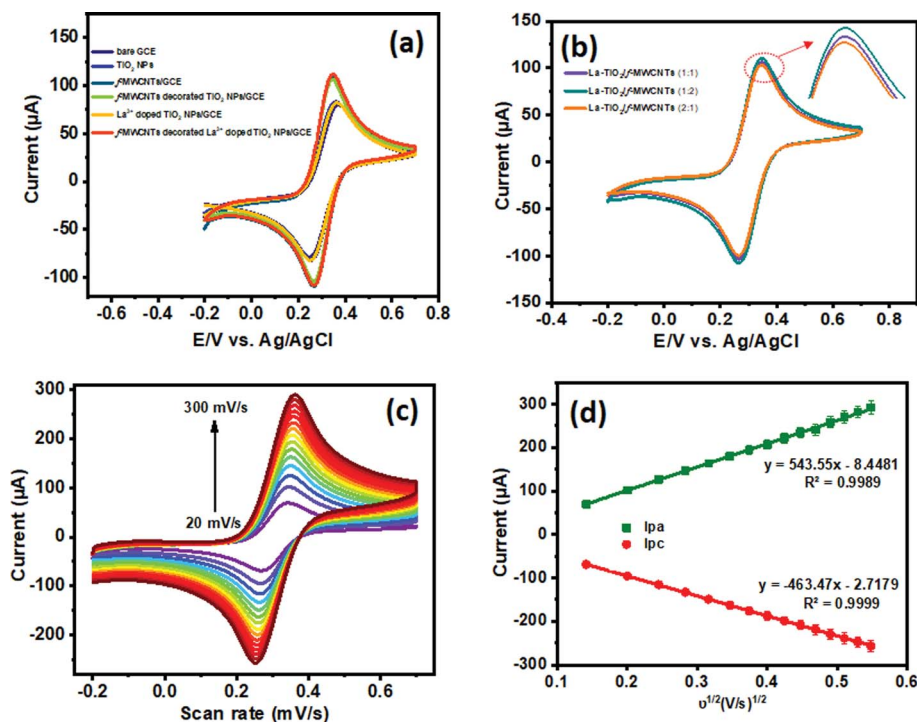 (a)
bare GCE
TiO2 NPs
f-MWCNTs/GCE
f-MWCNTs decorated TiO2 NPs/GCE
La3+ doped TiO2 NPs/GCE
f-MWCNTs decorated La3+ doped TiO2 NPs/GCE
150
100
50
0
-50
-100
Current (µA)
-0.6 -0.4 -0.2 0.0 0.2 0.4 0.6
E/V vs. Ag/AgCl
(b)
La-TiO2/f-MWCNTs (1:1)
La-TiO2/f-MWCNTs (1:2)
La-TiO2/f-MWCNTs (2:1)
150
100
50
0
-50
-100
-150
Current (µA)
-0.4 -0.2 0.0 0.2 0.4 0.6 0.8
E/V vs. Ag/AgCl
(c)
300 mV/s
20 mV/s
300
200
100
0
-100
-200
Current (µA)
-0.2 0.0 0.2 0.4 0.6
Scan rate (mV/s)
(d)
y = 543.55x - 8.4481
R² = 0.9989
Ipa
Ipc
y = -463.47x - 2.7179
R² = 0.9999
300
200
100
0
-100
-200
-300
Current (µA)
0.1 0.2 0.3 0.4 0.5 0.6
υ1/2(V/s)1/2